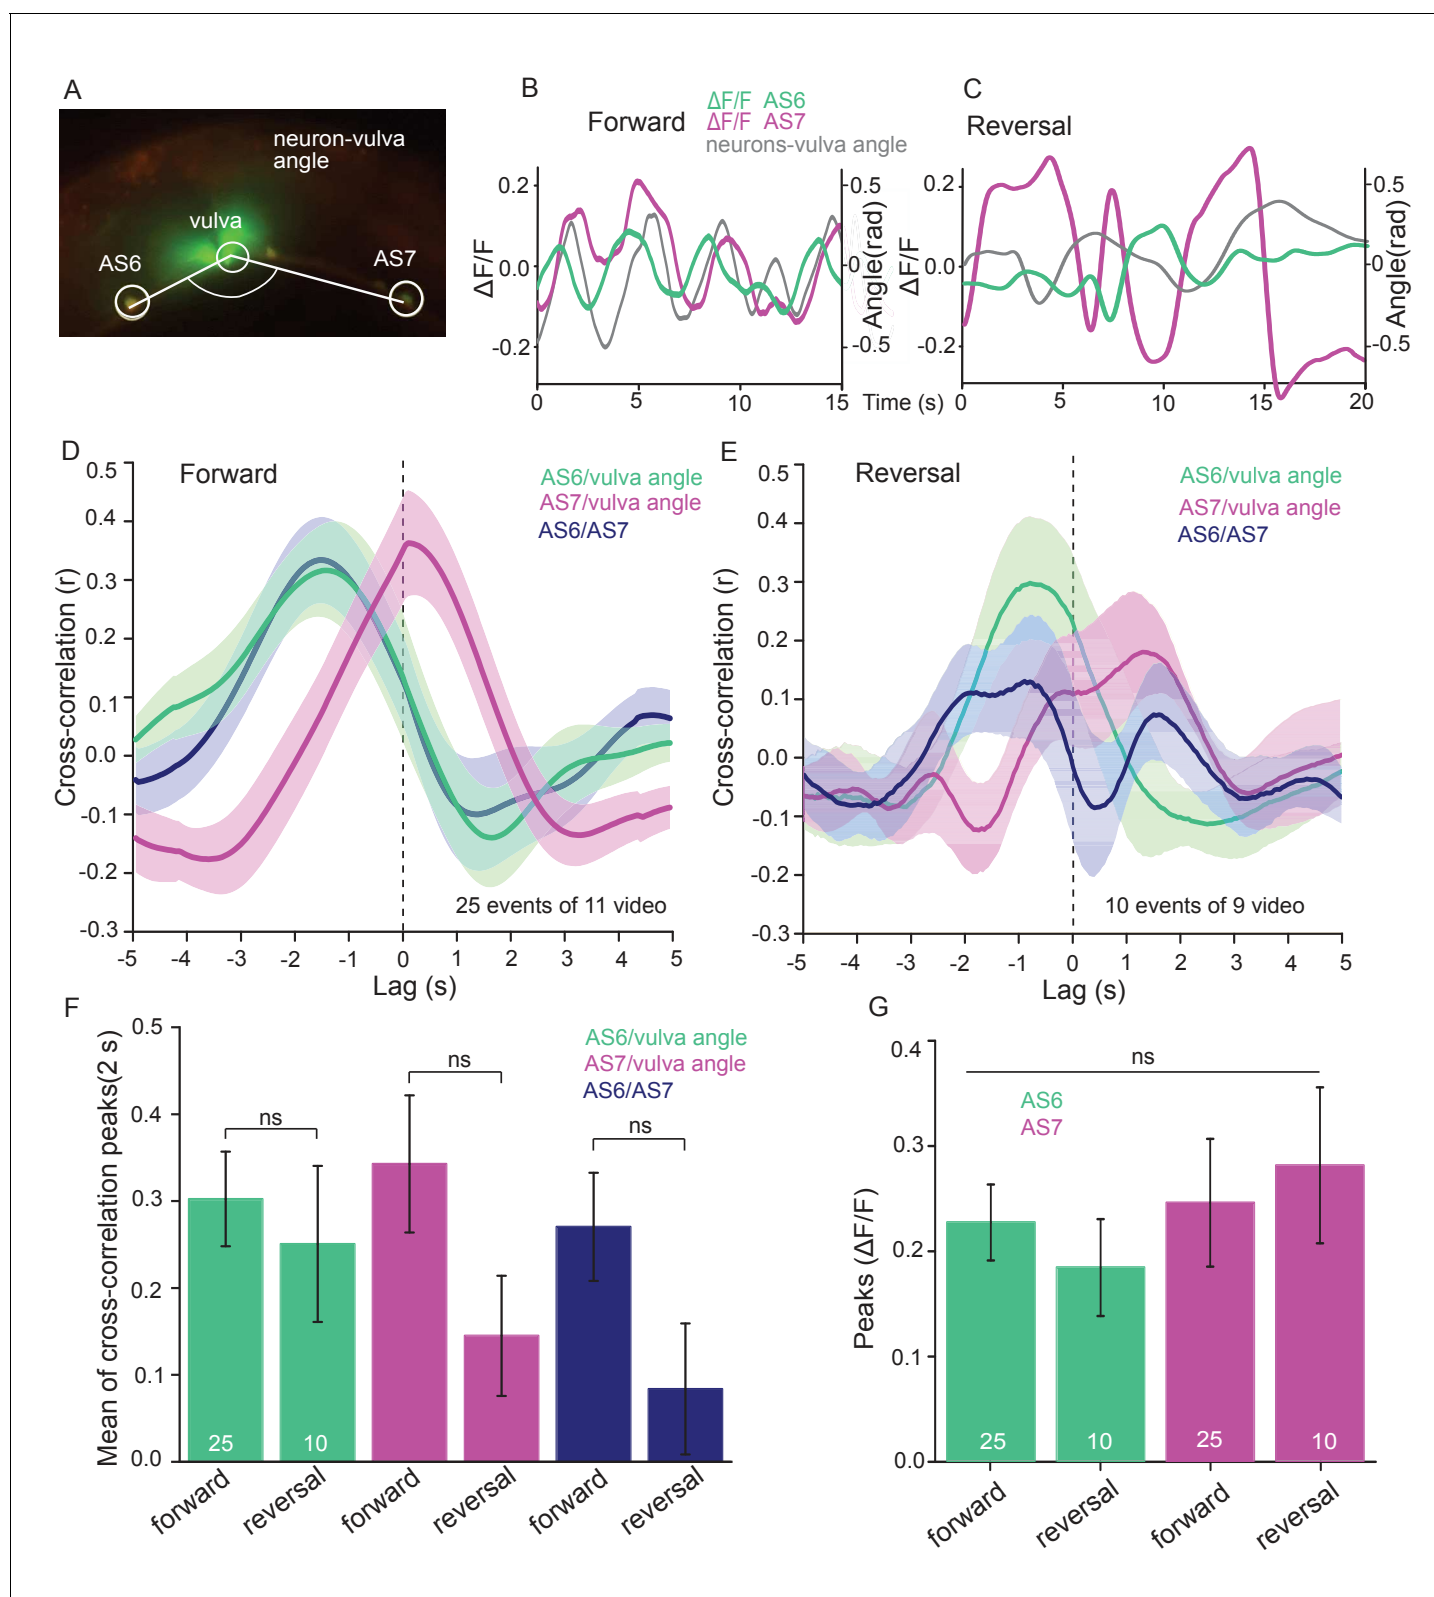 A
neuron-vulva
angle
vulva
AS6
AS7
B
Forward
ΔF/F AS6
ΔF/F AS7
neurons-vulva angle
ΔF/F
0.2
0.0
-0.2
0.5
0
-0.5
Angle(rad)
0
5
10
15
Time (s)
C
Reversal
ΔF/F
0.2
0.0
-0.2
0.5
0
-0.5
Angle(rad)
0
5
10
15
20
D
Forward
AS6/vulva angle
AS7/vulva angle
AS6/AS7
Cross-correlation (r)
0.5
0.4
0.3
0.2
0.1
0.0
-0.1
-0.2
-0.3
25 events of 11 video
-5 -4 -3 -2 -1 0 1 2 3 4 5
Lag (s)
E
Reversal
AS6/vulva angle
AS7/vulva angle
AS6/AS7
Cross-correlation (r)
0.5
0.4
0.3
0.2
0.1
0.0
-0.1
-0.2
-0.3
10 events of 9 video
-5 -4 -3 -2 -1 0 1 2 3 4 5
Lag (s)
F
Mean of cross-correlation peaks(2 s)
0.5
0.4
0.3
0.2
0.1
0.0
AS6/vulva angle
AS7/vulva angle
AS6/AS7
ns
ns
ns
25
10
forward
reversal
forward
reversal
forward
reversal
G
Peaks (ΔF/F)
0.4
0.3
0.2
0.1
0.0
ns
AS6
AS7
25
10
25
10
forward
reversal
forward
reversal